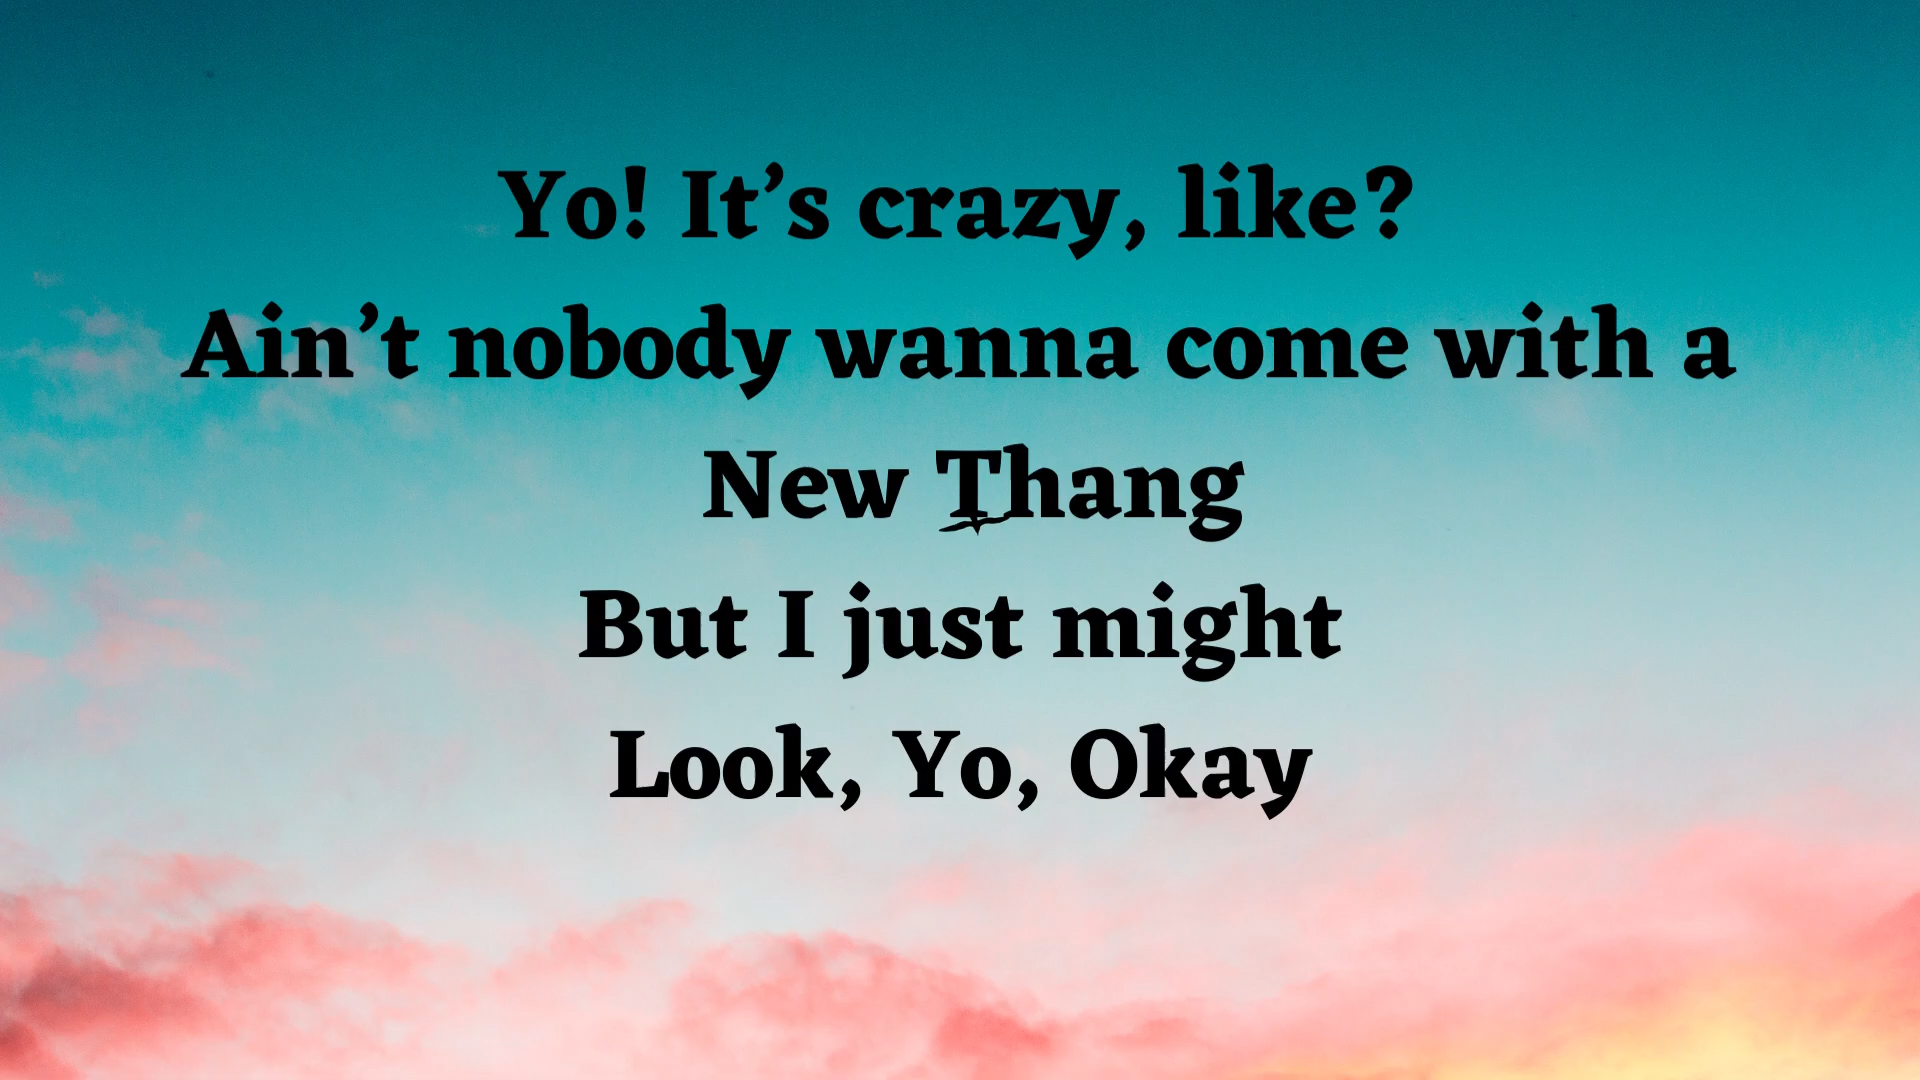 Yo! It’s crazy, like?
Ain’t nobody wanna come with a
New Thang
But I just might
Look, Yo, Okay